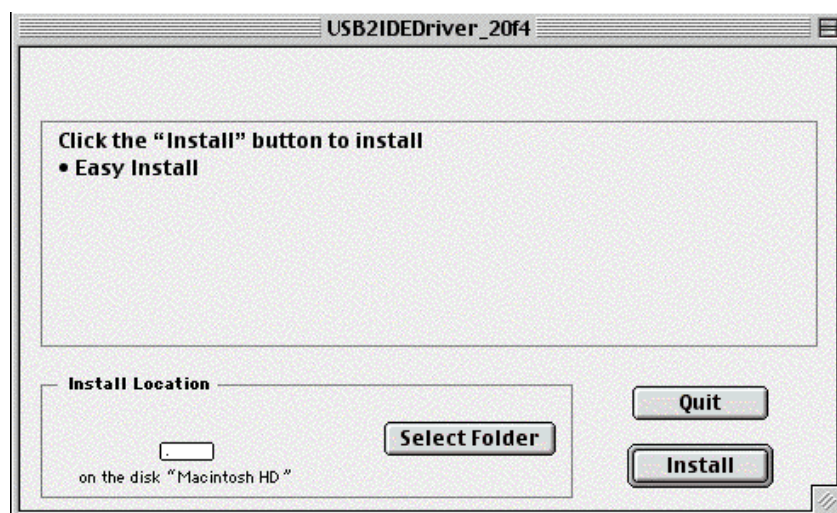 USB2IDEDriver_20f4
Click the “Install” button to install
• Easy Install
Install Location
Select Folder
on the disk “Macintosh HD”
Quit
Install